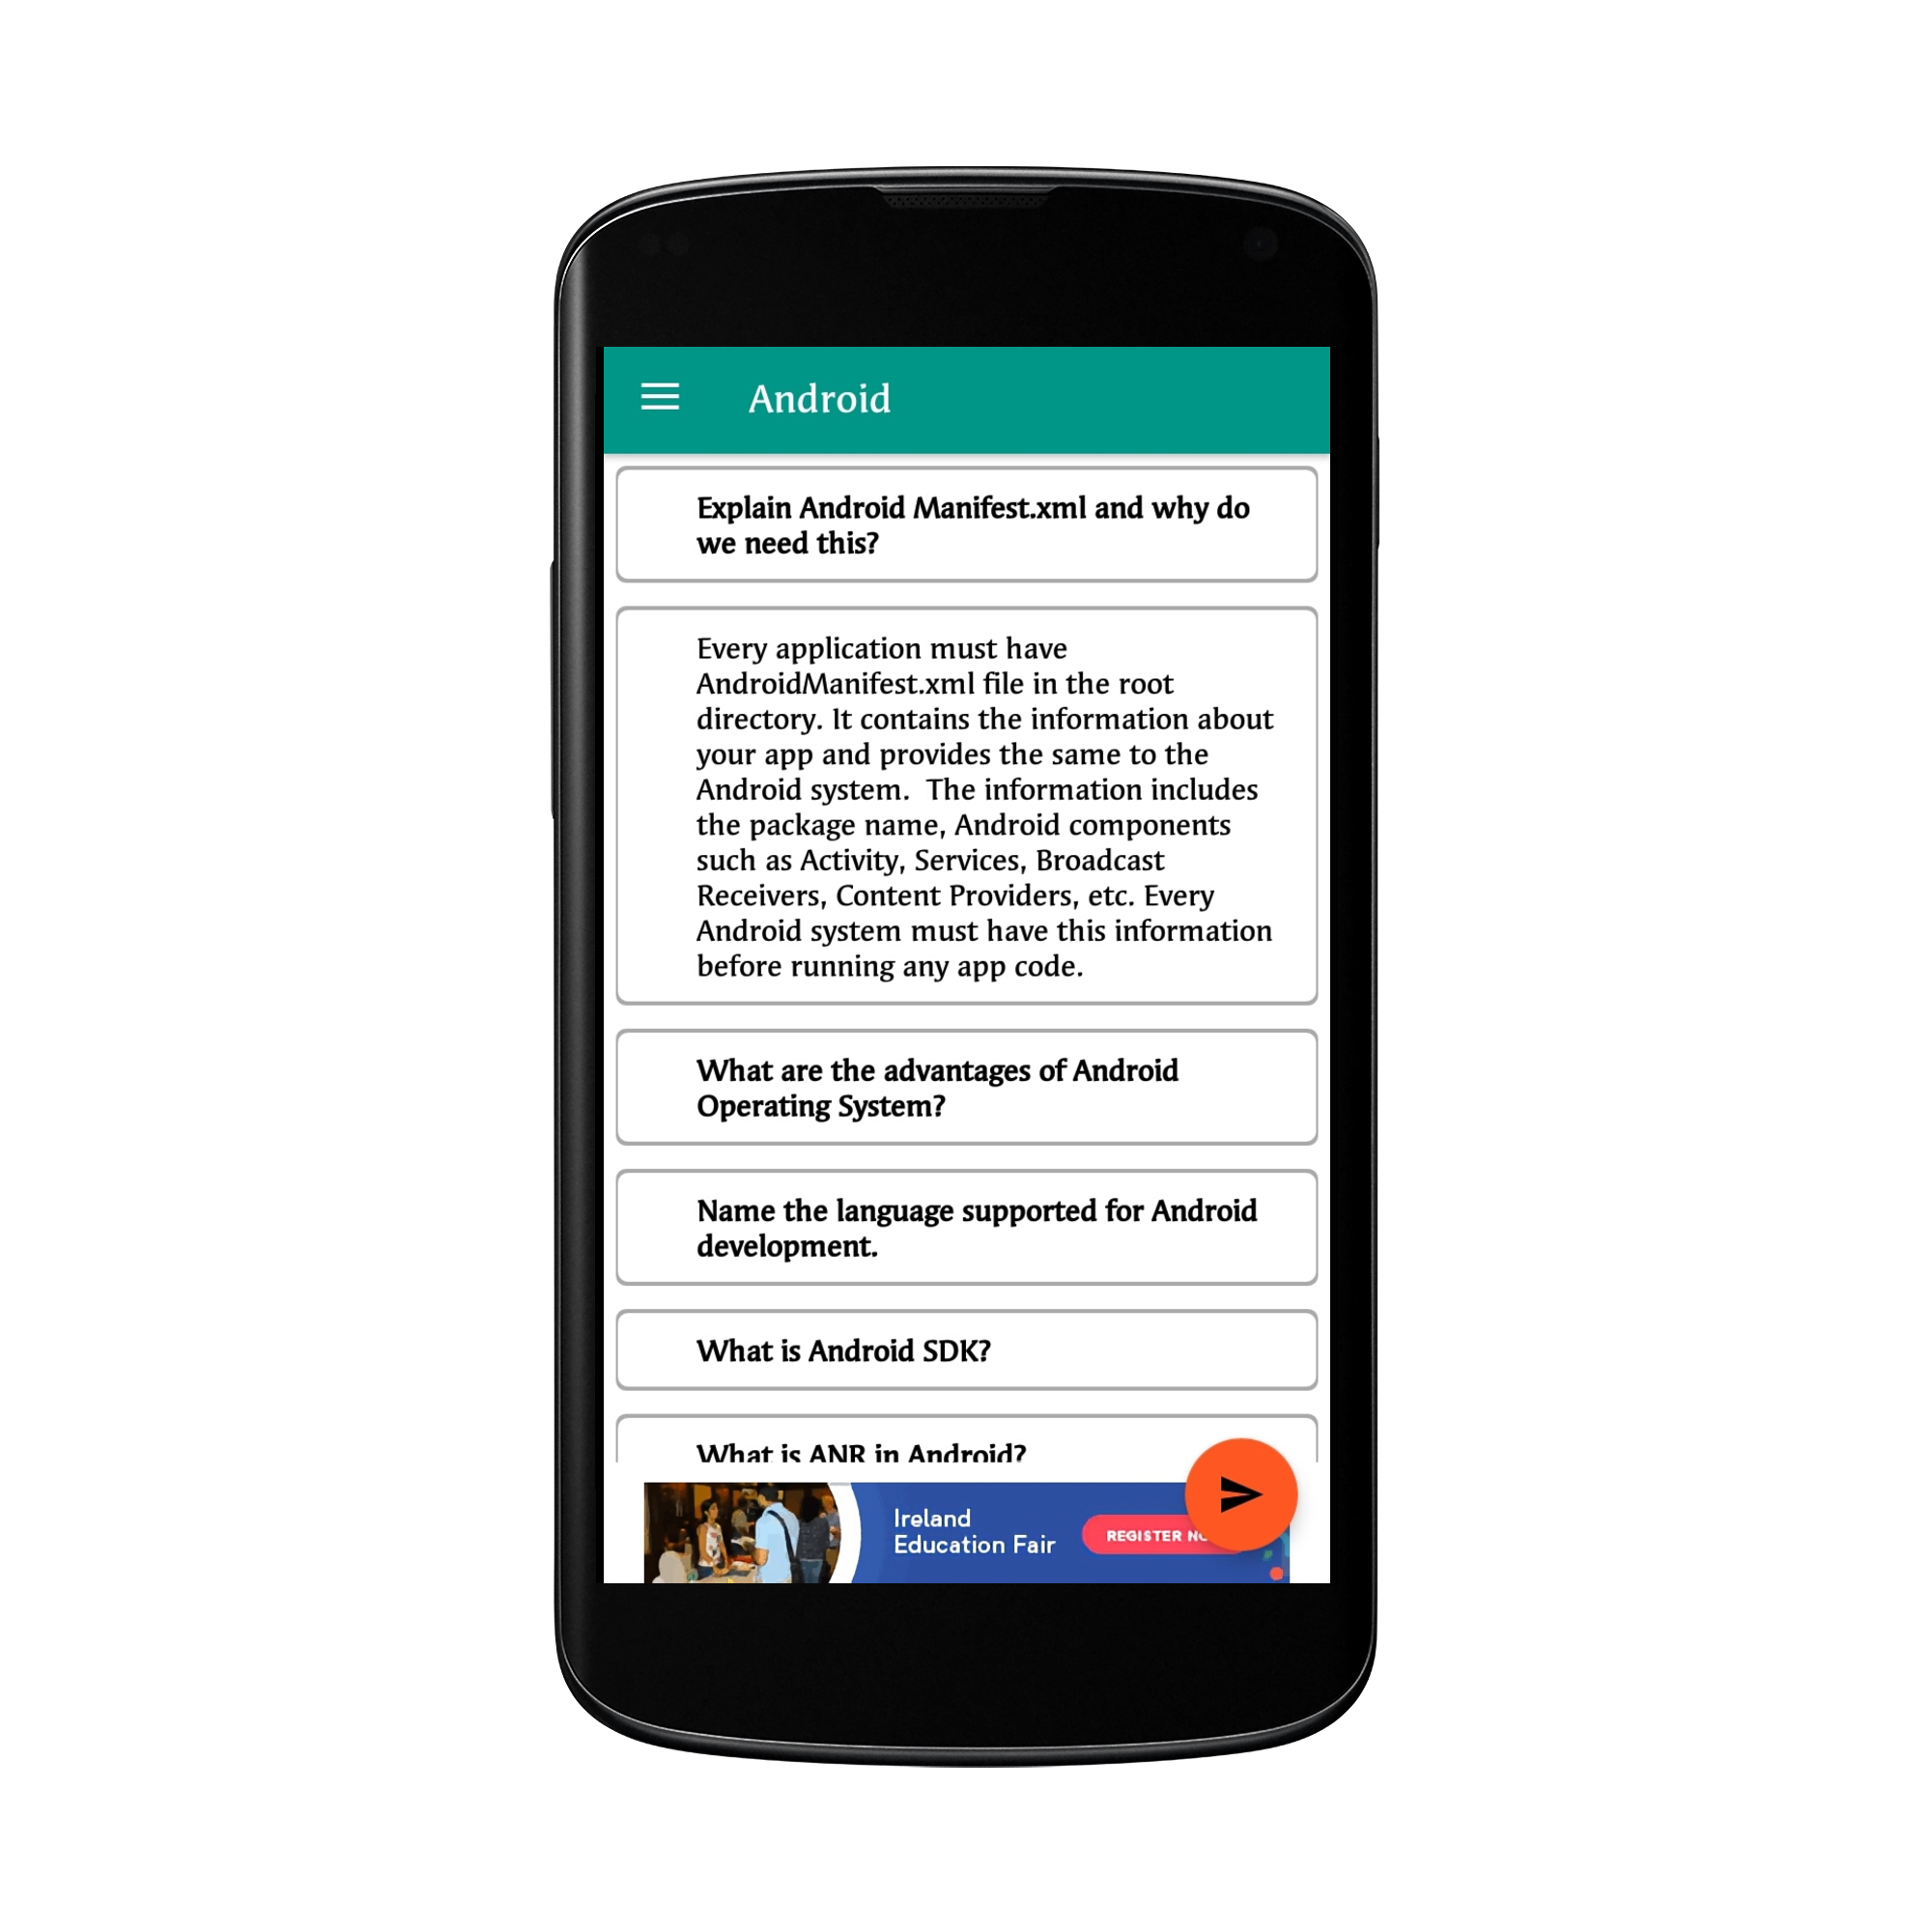 Android
Explain Android Manifest.xml and why do
we need this?
Every application must have
AndroidManifest.xml file in the root
directory. It contains the information about
your app and provides the same to the
Android system.  The information includes
the package name, Android components
such as Activity, Services, Broadcast
Receivers, Content Providers, etc. Every
Android system must have this information
before running any app code.
What are the advantages of Android
Operating System?
Name the language supported for Android
development.
What is Android SDK?
What is ANR in Android?
Ireland
Education Fair
REGISTER